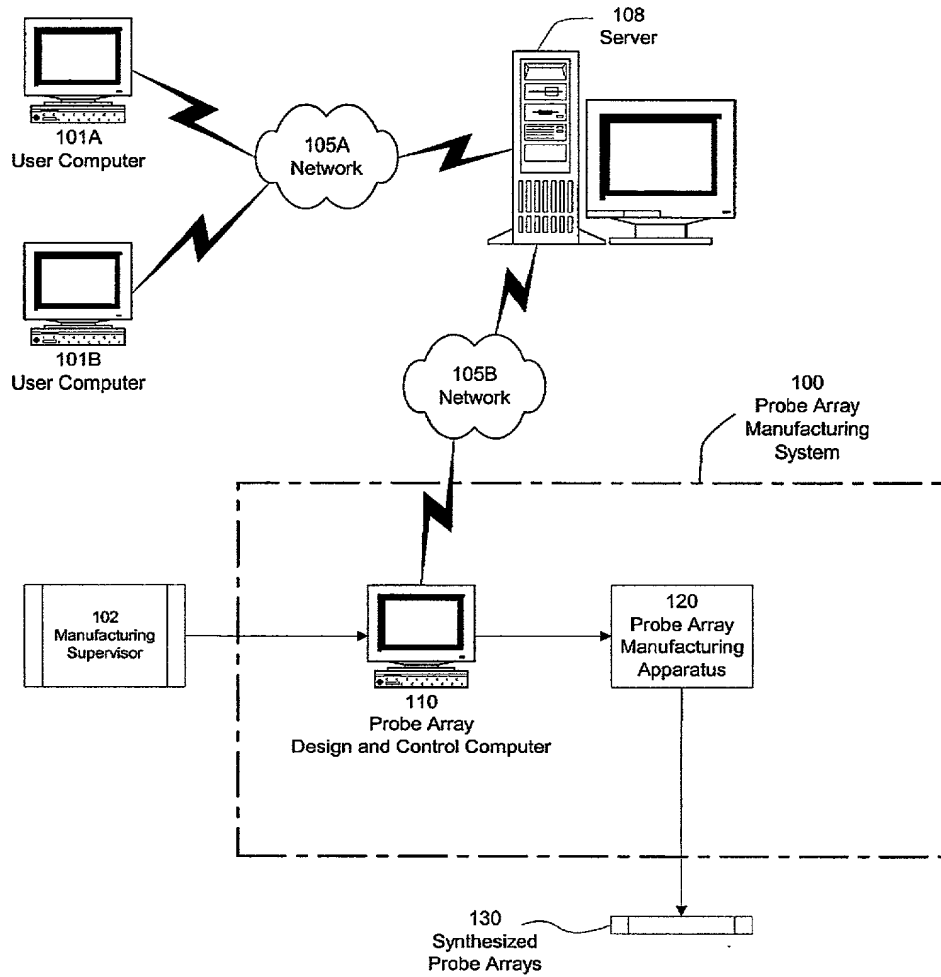 108
Server
101A
User Computer
105A
Network
101B
User Computer
105B
Network
100
Probe Array
Manufacturing
System
102
Manufacturing
Supervisor
120
Probe Array
Manufacturing
Apparatus
110
Probe Array
Design and Control Computer
130
Synthesized
Probe Arrays